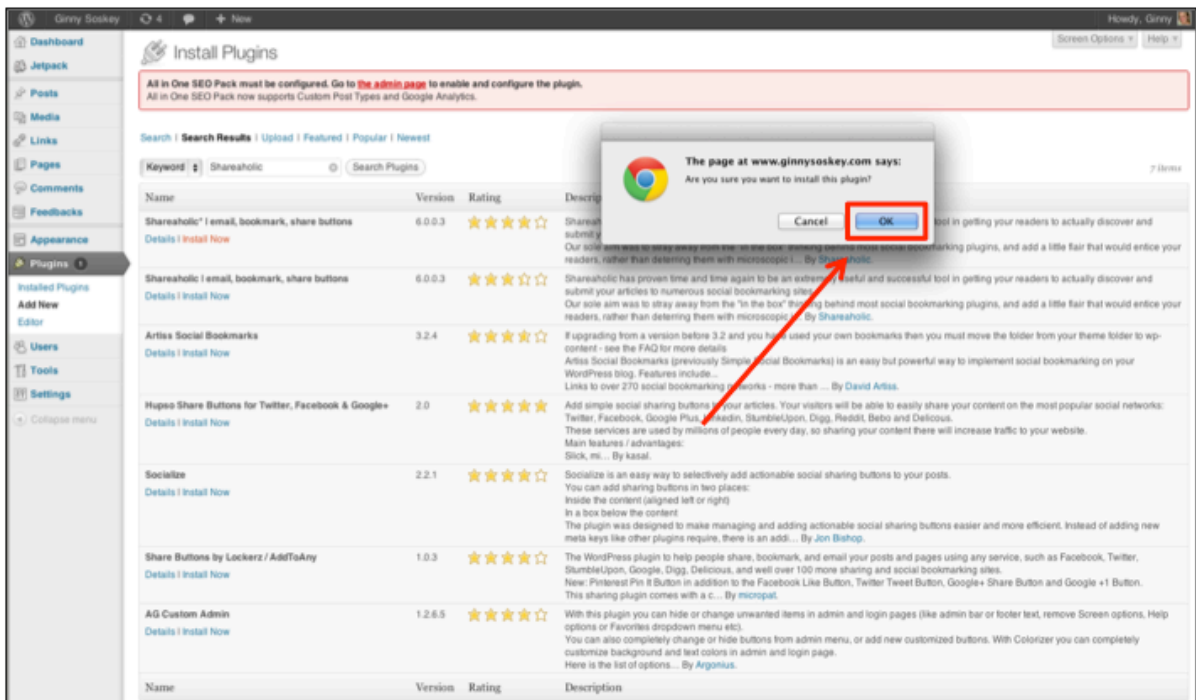 Ginny Soskey 4 + New Howdy, Ginny
Dashboard
Jetpack
Posts
Media
Links
Pages
Comments
Feedbacks
Appearance
Plugins 1
Installed Plugins
Add New
Editor
Users
Tools
Settings
Collapse menu
Screen Options Help
Install Plugins
All in One SEO Pack must be configured. Go to the admin page to enable and configure the plugin.
All in One SEO Pack now supports Custom Post Types and Google Analytics.
Search | Search Results | Upload | Featured | Popular | Newest
Keyword Shareaholic Search Plugins 7 items
The page at www.ginnysoskey.com says:
Are you sure you want to install this plugin?
Cancel OK
Name Version Rating Descrip
Shareaholic* | email, bookmark, share buttons 6.0.0.3
Details | Install Now
Shareah tool in getting your readers to actually discover and
submit y
Our sole aim was to stray away from the "in the box" thinking behind most social bookmarking plugins, and add a little flair that would entice your
readers, rather than deterring them with microscopic i... By Shareaholic.
Shareaholic | email, bookmark, share buttons 6.0.0.3
Details | Install Now
Shareaholic has proven time and time again to be an extremely useful and successful tool in getting your readers to actually discover and
submit your articles to numerous social bookmarking sites.
Our sole aim was to stray away from the "in the box" thinking behind most social bookmarking plugins, and add a little flair that would entice your
readers, rather than deterring them with microscopic i... By Shareaholic.
Artiss Social Bookmarks 3.2.4
Details | Install Now
If upgrading from a version before 3.2 and you have used your own bookmarks then you must move the folder from your theme folder to wp-
content - see the FAQ for more details
Artiss Social Bookmarks (previously Simple Social Bookmarks) is an easy but powerful way to implement social bookmarking on your
WordPress blog. Features include...
Links to over 270 social bookmarking networks - more than ... By David Artiss.
Hupso Share Buttons for Twitter, Facebook & Google+ 2.0
Details | Install Now
Add simple social sharing buttons to your articles. Your visitors will be able to easily share your content on the most popular social networks:
Twitter, Facebook, Google Plus, Linkedin, StumbleUpon, Digg, Reddit, Bebo and Delicous.
These services are used by millions of people every day, so sharing your content there will increase traffic to your website.
Main features / advantages:
Slick, mi... By kasal.
Socialize 2.2.1
Details | Install Now
Socialize is an easy way to selectively add actionable social sharing buttons to your posts.
You can add sharing buttons in two places:
Inside the content (aligned left or right)
In a box below the content
The plugin was designed to make managing and adding actionable social sharing buttons easier and more efficient. Instead of adding new
meta keys like other plugins require, there is an addi... By Jon Bishop.
Share Buttons by Lockerz / AddToAny 1.0.3
Details | Install Now
The WordPress plugin to help people share, bookmark, and email your posts and pages using any service, such as Facebook, Twitter,
StumbleUpon, Google, Digg, Delicious, and well over 100 more sharing and social bookmarking sites.
New: Pinterest Pin It Button in addition to the Facebook Like Button, Twitter Tweet Button, Google+ Share Button and Google +1 Button.
This sharing plugin comes with a c... By micropat.
AG Custom Admin 1.2.6.5
Details | Install Now
With this plugin you can hide or change unwanted items in admin and login pages (like admin bar or footer text, remove Screen options, Help
options or Favorites dropdown menu etc).
You can also completely change or hide buttons from admin menu, or add new customized buttons. With Colorizer you can completely
customize background and text colors in admin and login page.
Here is the list of options... By Argonius.
Name Version Rating Description